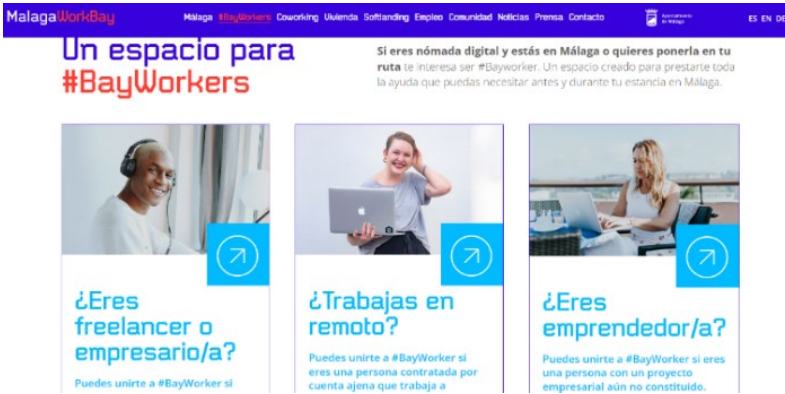 MalagaWorkBay
Málaga #BayWorkers Coworking Vivienda Softlanding Empleo Comunidad Noticias Prensa Contacto
Ayuntamiento
de Málaga
ES EN DE
Un espacio para
#BayWorkers
Si eres nómada digital y estás en Málaga o quieres ponerla en tu
ruta te interesa ser #Bayworker. Un espacio creado para prestarte toda
la ayuda que puedas necesitar antes y durante tu estancia en Málaga.
¿Eres
freelancer o
empresario/a?
Puedes unirte a #BayWorker si
¿Trabajas en
remoto?
Puedes unirte a #BayWorker si
eres una persona contratada por
cuenta ajena que trabaja a
¿Eres
emprendedor/a?
Puedes unirte a #BayWorker si eres
una persona con un proyecto
empresarial aún no constituido.